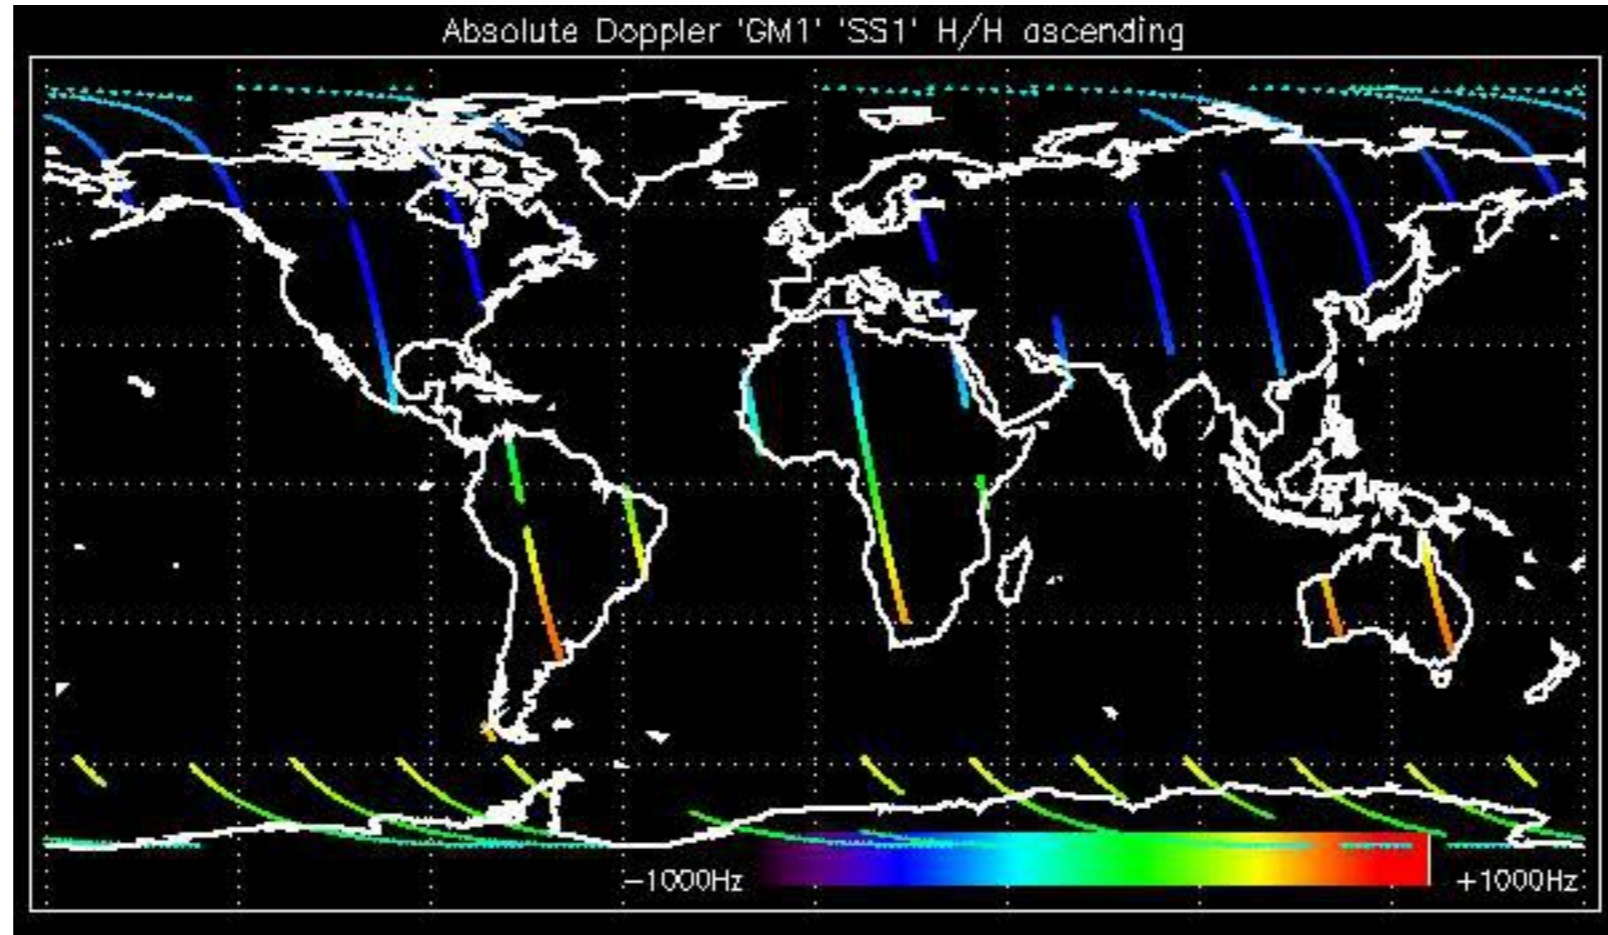 Absolute Doppler 'GM1' 'SS1' H/H ascending
−1000Hz
+1000Hz